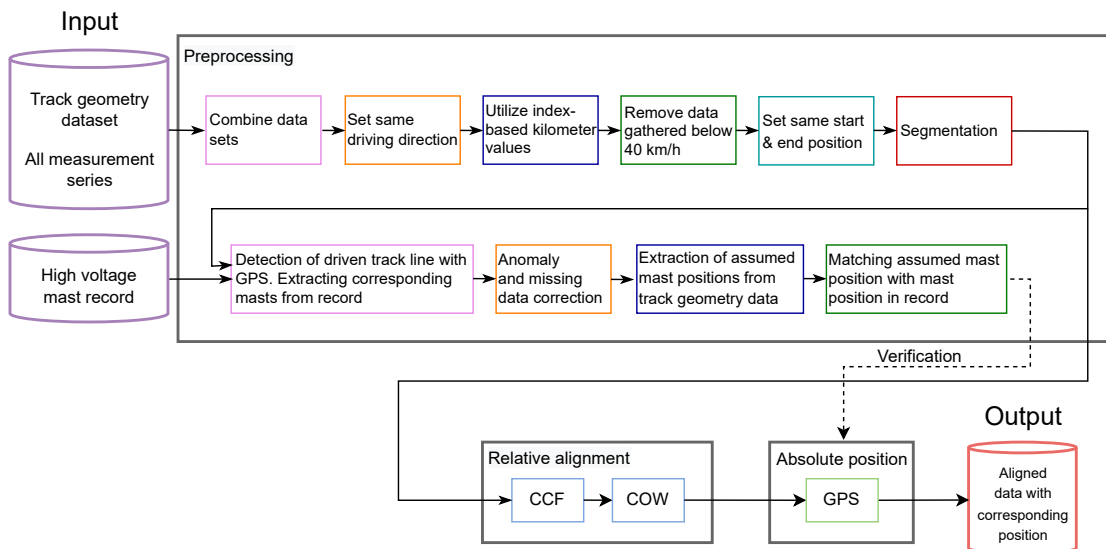 Input
Preprocessing
Track geometry
dataset
All measurement
series
Combine data
sets
Set same
driving direction
Utilize index-
based kilometer
values
Remove data
gathered below
40 km/h
Set same start
& end position
Segmentation
High voltage
mast record
Detection of driven track line with
GPS. Extracting corresponding
masts from record
Anomaly
and missing
data correction
Extraction of assumed
mast positions from
track geometry data
Matching assumed mast
position with mast
position in record
Verification
Output
Relative alignment
CCF
COW
Absolute position
GPS
Aligned
data with
corresponding
position